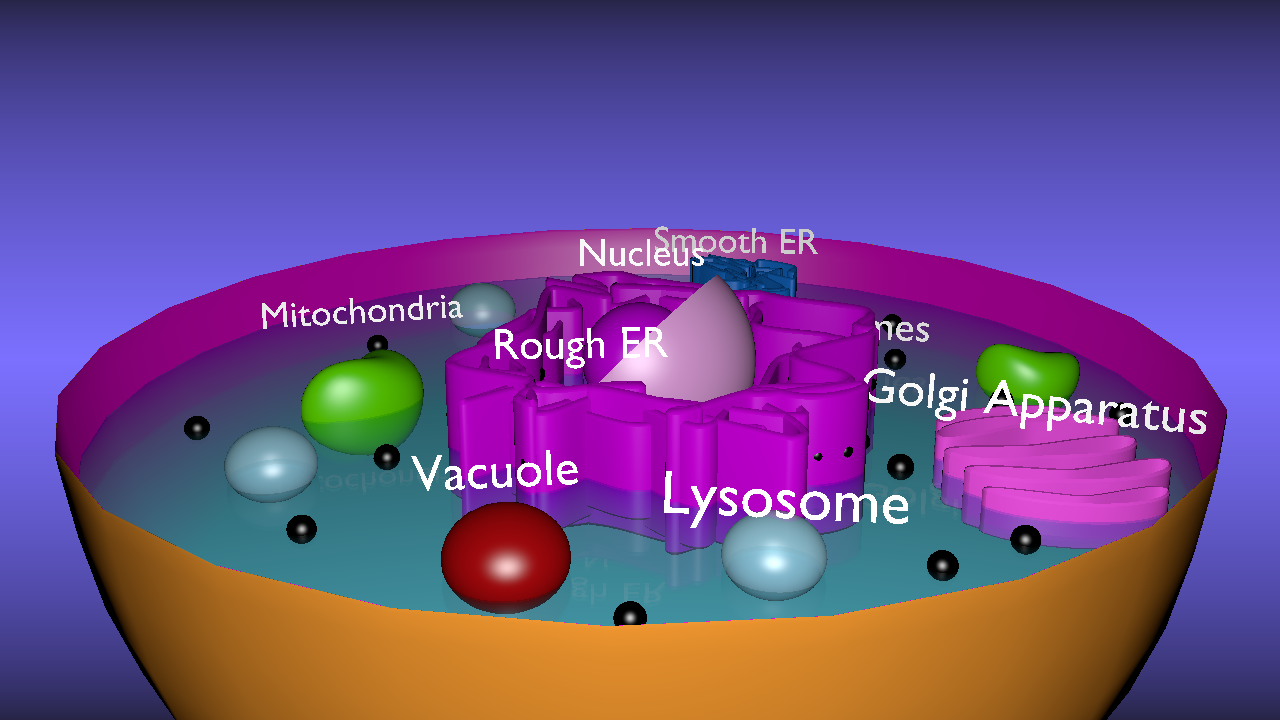 Smooth ER
Nucleus
Mitochondria
Rough ER
Golgi Apparatus
Vacuole
Lysosome